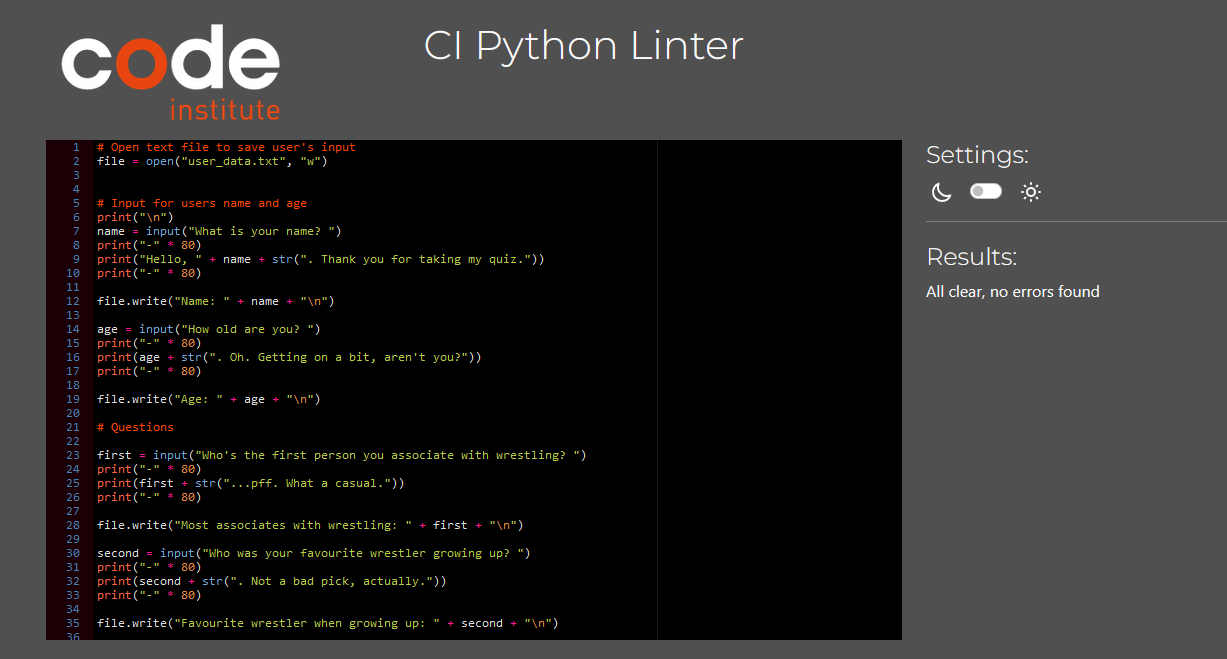 code
institute
CI Python Linter
1 # Open text file to save user's input
2 file = open("user_data.txt", "w")
3
4
5 # Input for users name and age
6 print("\n")
7 name = input("What is your name? ")
8 print("-" * 80)
9 print("Hello, " + name + str(". Thank you for taking my quiz."))
10 print("-" * 80)
11
12 file.write("Name: " + name + "\n")
13
14 age = input("How old are you? ")
15 print("-" * 80)
16 print(age + str(". Oh. Getting on a bit, aren't you?"))
17 print("-" * 80)
18
19 file.write("Age: " + age + "\n")
20
21 # Questions
22
23 first = input("Who's the first person you associate with wrestling? ")
24 print("-" * 80)
25 print(first + str("...pff. What a casual."))
26 print("-" * 80)
27
28 file.write("Most associates with wrestling: " + first + "\n")
29
30 second = input("Who was your favourite wrestler growing up? ")
31 print("-" * 80)
32 print(second + str(". Not a bad pick, actually."))
33 print("-" * 80)
34
35 file.write("Favourite wrestler when growing up: " + second + "\n")
36
Settings:
Results:
All clear, no errors found